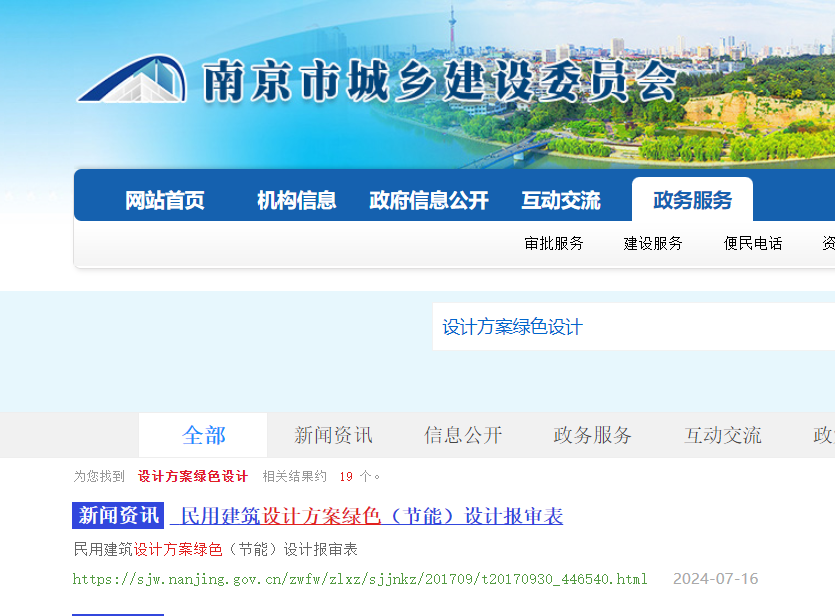 南京市城乡建设委员会
网站首页 机构信息 政府信息公开 互动交流 政务服务
审批服务 建设服务 便民电话 资
设计方案绿色设计
全部 新闻资讯 信息公开 政务服务 互动交流 政
为您找到 设计方案绿色设计 相关结果约 19 个。
新闻资讯 民用建筑设计方案绿色（节能）设计报审表
民用建筑设计方案绿色（节能）设计报审表
https://sjw.nanjing.gov.cn/zwfw/zlxz/sjjnkz/201709/t20170930_446540.html 2024-07-16